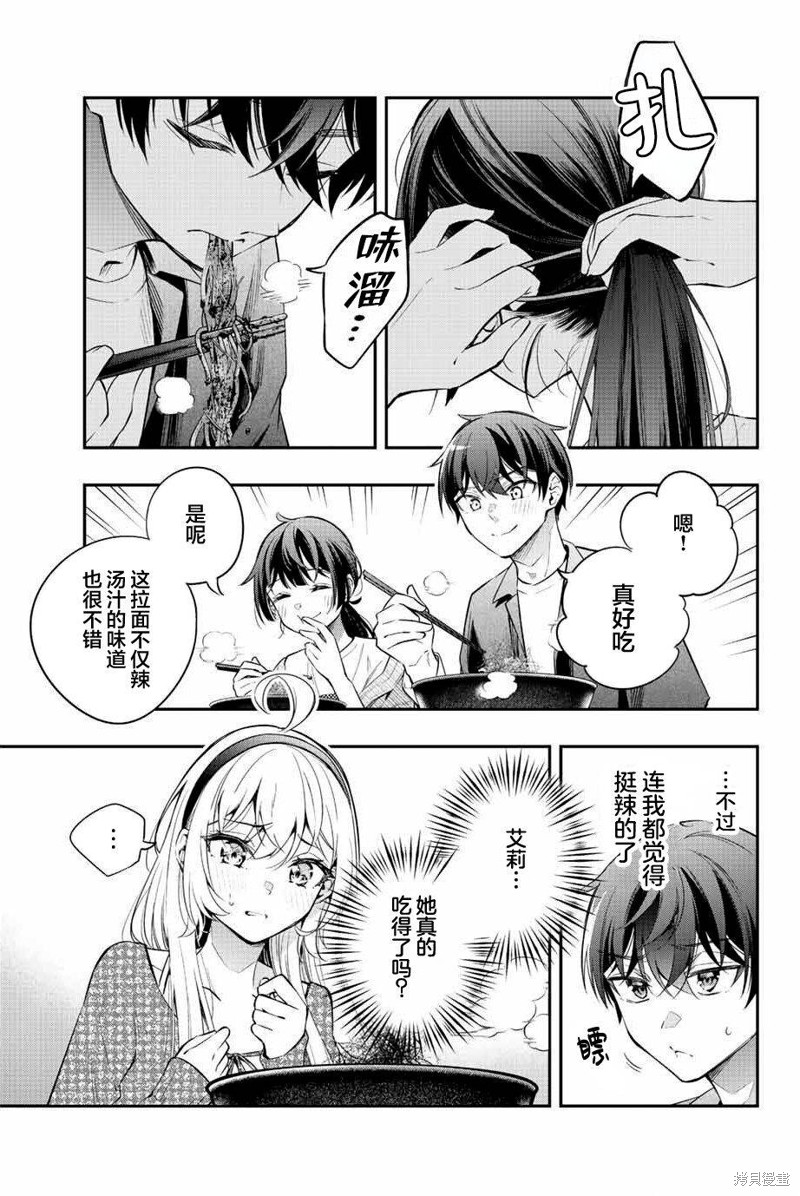 扎
哧
溜
…
嗯！
真好吃
是呢
这拉面不仅辣
汤汁的味道
也很不错
…不过
连我都觉得
挺辣的了
瞟
艾莉…
她真的
吃得了吗？
…
拷贝漫畫